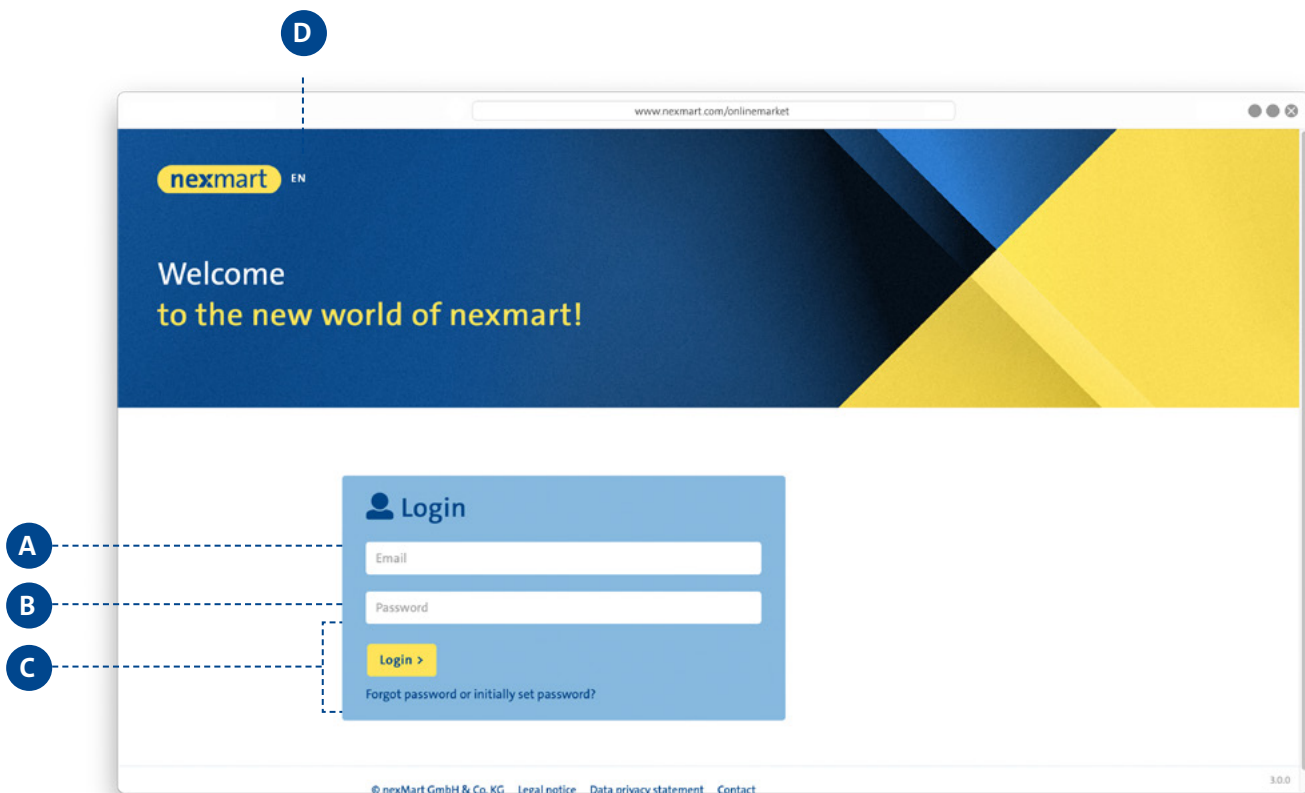 D
www.nexmart.com/onlinemarket
nexmart EN
Welcome
to the new world of nexmart!
Login
A
Email
B
Password
C
Login >
Forgot password or initially set password?
© nexMart GmbH & Co. KG Legal notice Data privacy statement Contact
3.0.0